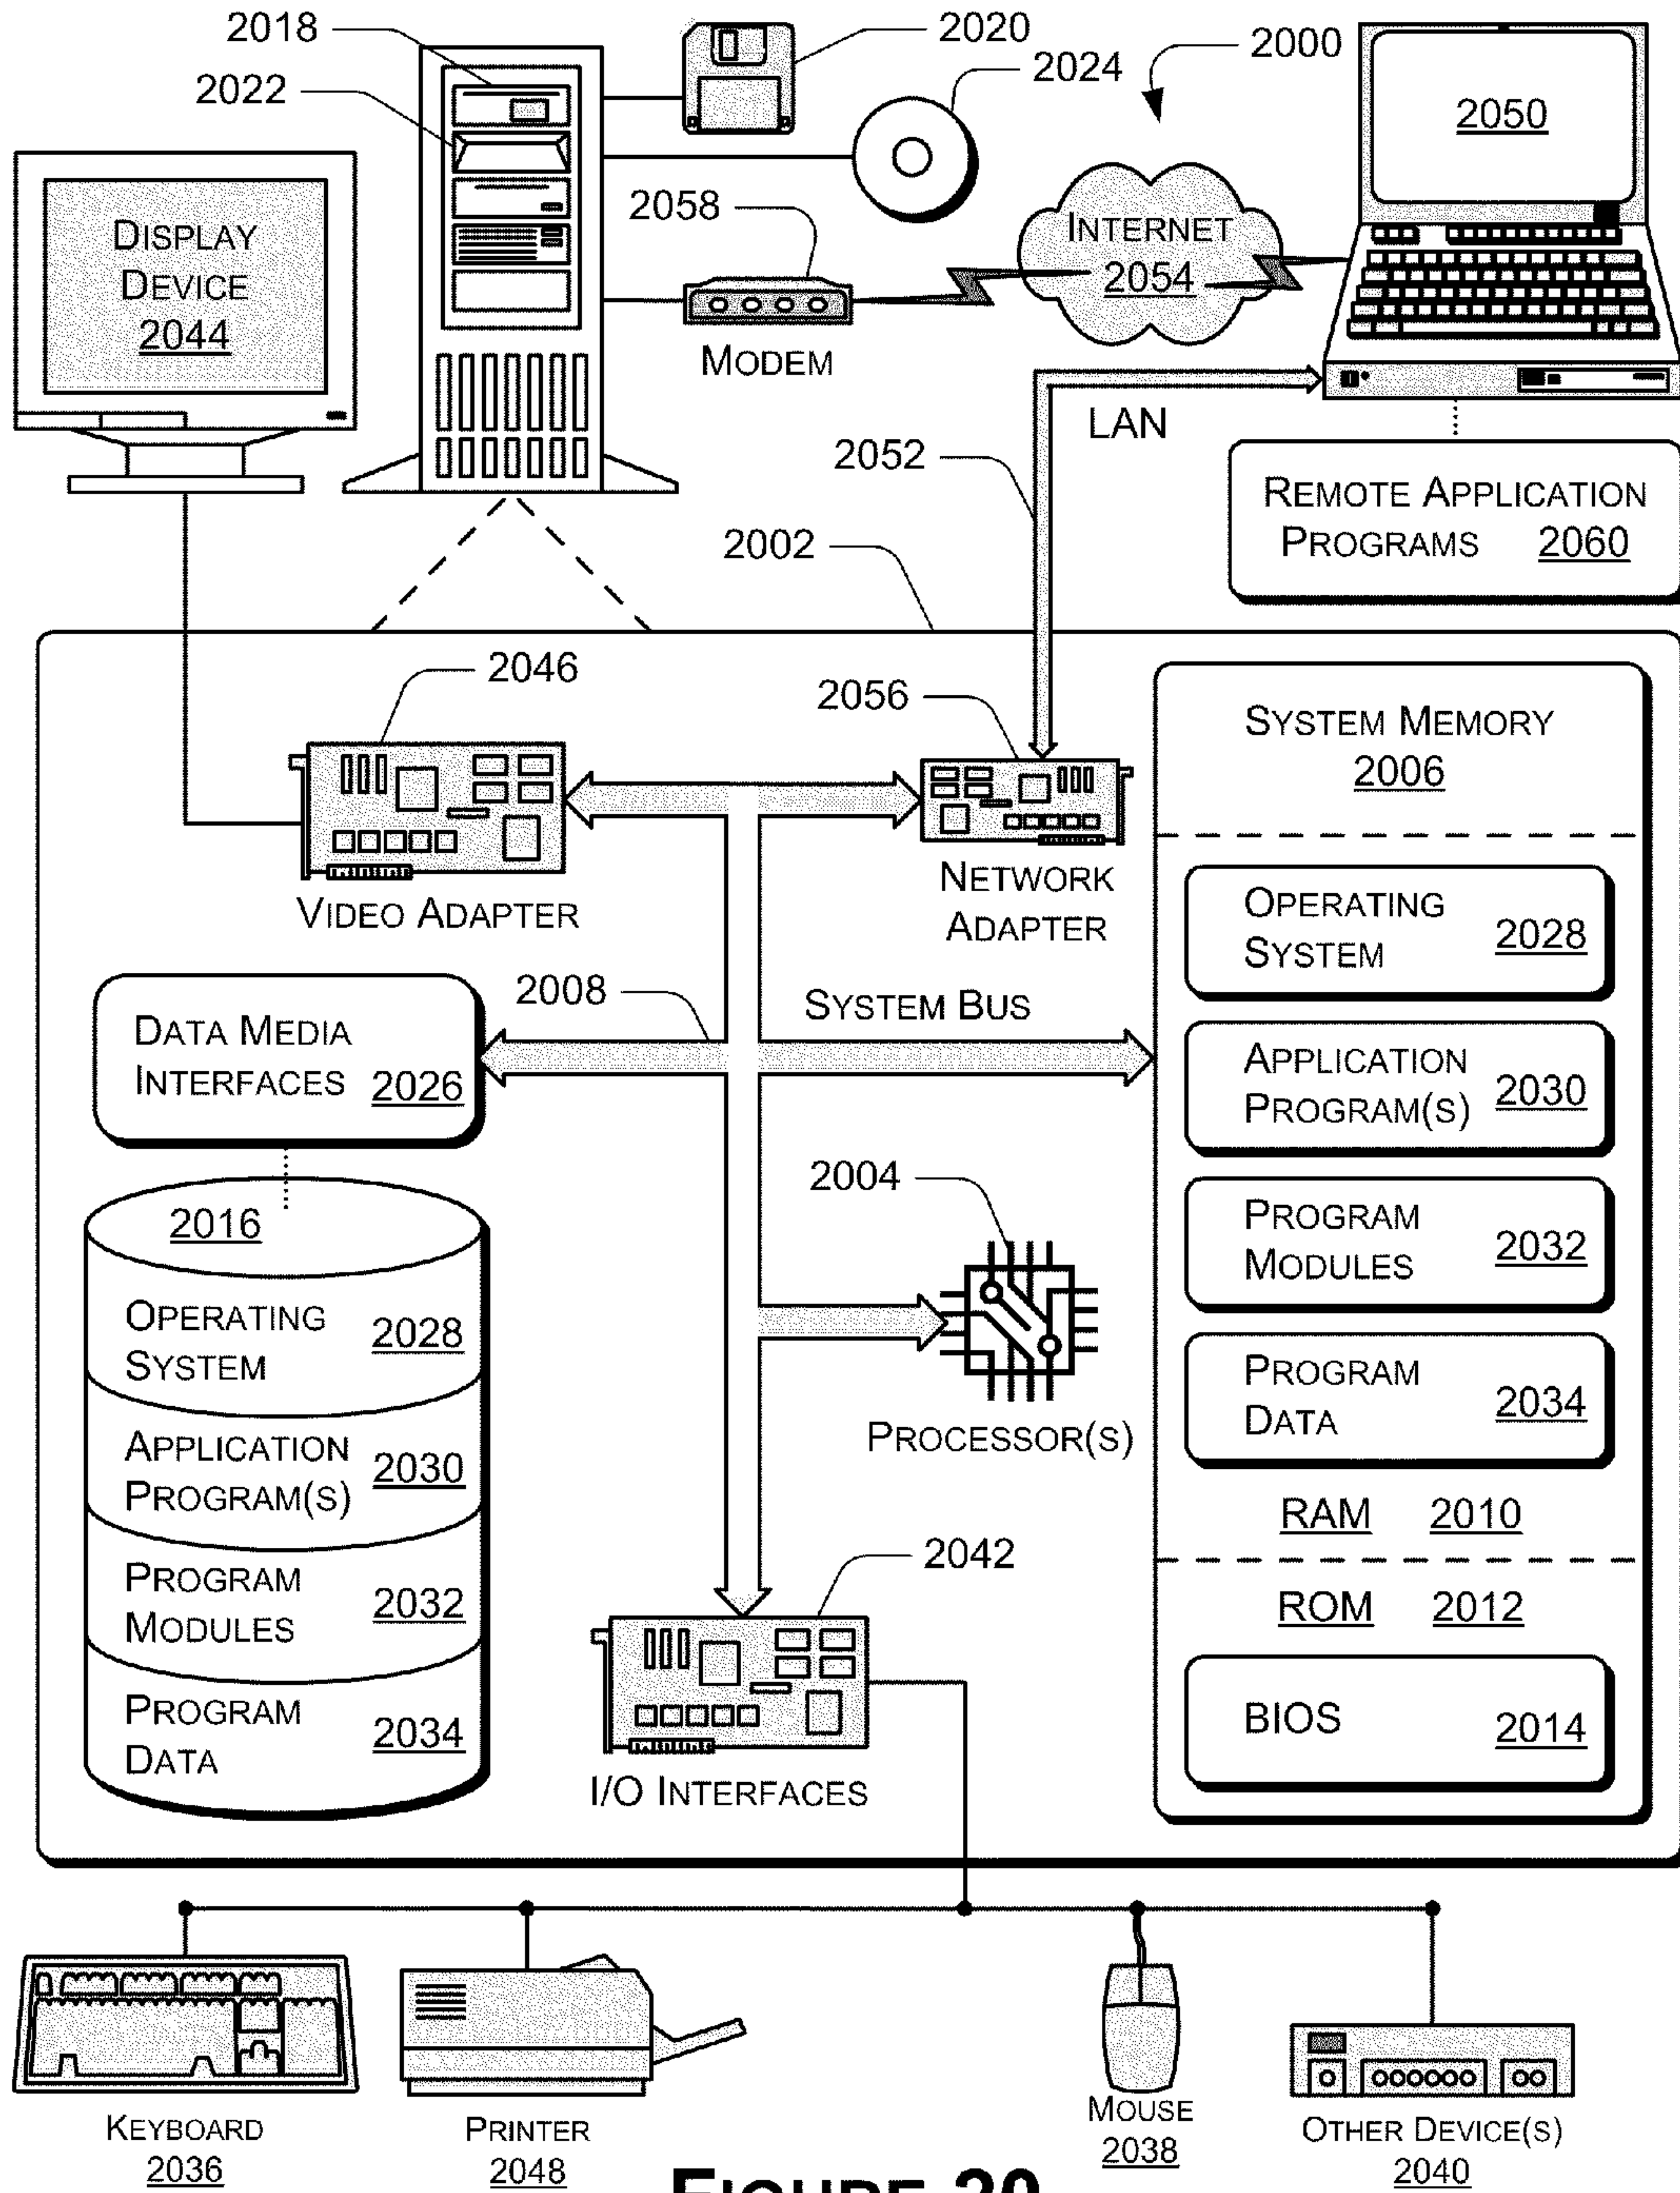 2018
2020
2000
2022
2024
2050
DISPLAY
DEVICE
2044
2058
INTERNET
2054
MODEM
LAN
2052
REMOTE APPLICATION
PROGRAMS 2060
2002
2046
2056
SYSTEM MEMORY
2006
VIDEO ADAPTER
NETWORK
ADAPTER
OPERATING
SYSTEM 2028
2008
SYSTEM BUS
DATA MEDIA
INTERFACES 2026
APPLICATION
PROGRAM(S) 2030
2004
PROGRAM
MODULES 2032
2016
OPERATING
SYSTEM 2028
PROGRAM
DATA 2034
PROCESSOR(S)
APPLICATION
PROGRAM(S) 2030
RAM 2010
2042
PROGRAM
MODULES 2032
ROM 2012
PROGRAM
DATA 2034
BIOS 2014
I/O INTERFACES
KEYBOARD
2036
PRINTER
2048
MOUSE
2038
OTHER DEVICE(S)
2040
FIGURE 20